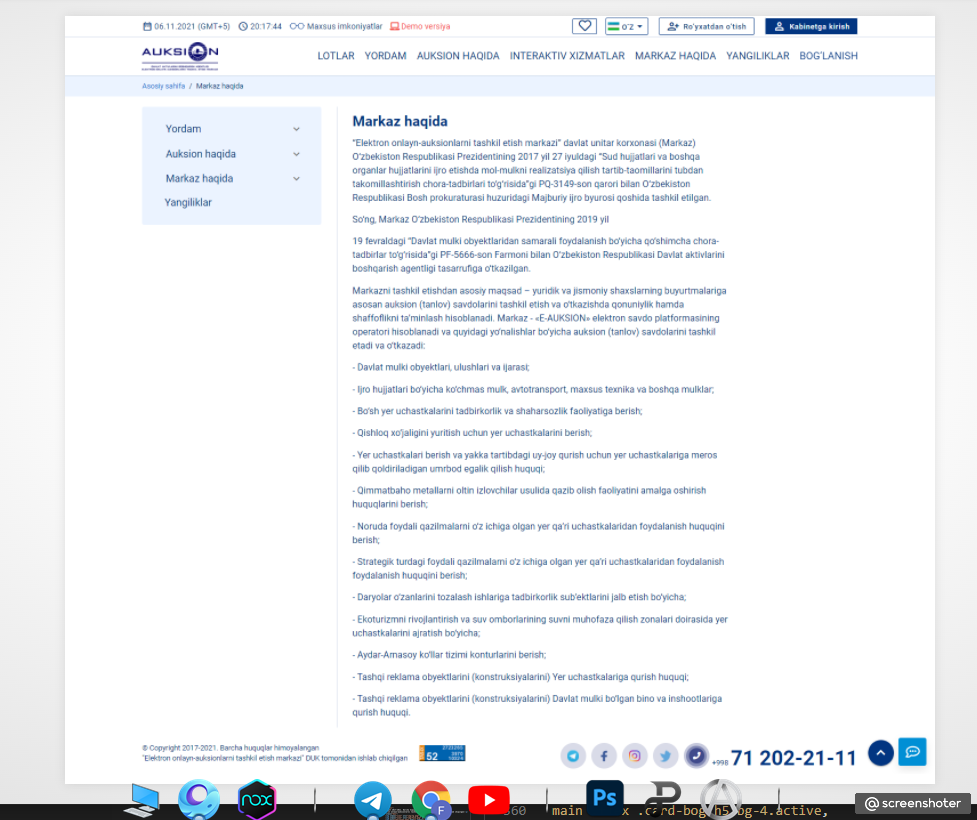 06.11.2021 (GMT+5) 20:17:44 Maxsus imkoniyatlar Demo versiya O'Z Ro'yxatdan o'tish Kabinetga kirish
AUKSION
LOTLAR YORDAM AUKSION HAQIDA INTERAKTIV XIZMATLAR MARKAZ HAQIDA YANGILIKLAR BOG'LANISH
Asosiy sahifa / Markaz haqida
Yordam
Auksion haqida
Markaz haqida
Yangiliklar
Markaz haqida
"Elektron onlayn-auksionlarni tashkil etish markazi" davlat unitar korxonasi (Markaz)
O'zbekiston Respublikasi Prezidentining 2017 yil 27 iyuldagi "Sud hujjatlari va boshqa
organlar hujjatlarini ijro etishda mol-mulkni realizatsiya qilish tartib-taomillarini tubdan
takomillashtirish chora-tadbirlari to'g'risida"gi PQ-3149-son qarori bilan O'zbekiston
Respublikasi Bosh prokuraturasi huzuridagi Majburiy ijro byurosi qoshida tashkil etilgan.
So'ng, Markaz O'zbekiston Respublikasi Prezidentining 2019 yil
19 fevraldagi "Davlat mulki obyektlaridan samarali foydalanish bo'yicha qo'shimcha chora-
tadbirlar to'g'risida"gi PF-5666-son Farmoni bilan O'zbekiston Respublikasi Davlat aktivlarini
boshqarish agentligi tasarrufiga o'tkazilgan.
Markazni tashkil etishdan asosiy maqsad – yuridik va jismoniy shaxslarning buyurtmalariga
asosan auksion (tanlov) savdolarini tashkil etish va o'tkazishda qonuniylik hamda
shaffoflikni ta'minlash hisoblanadi. Markaz - «E-AUKSION» elektron savdo platformasining
operatori hisoblanadi va quyidagi yo'nalishlar bo'yicha auksion (tanlov) savdolarini tashkil
etadi va o'tkazadi:
- Davlat mulki obyektlari, ulushlari va ijarasi;
- Ijro hujjatlari bo'yicha ko'chmas mulk, avtotransport, maxsus texnika va boshqa mulklar;
- Bo'sh yer uchastkalarini tadbirkorlik va shaharsozlik faoliyatiga berish;
- Qishloq xo'jaligini yuritish uchun yer uchastkalarini berish;
- Yer uchastkalari berish va yakka tartibdagi uy-joy qurish uchun yer uchastkalariga meros
qilib qoldiriladigan umrbod egalik qilish huquqi;
- Qimmatbaho metallarni oltin izlovchilar usulida qazib olish faoliyatini amalga oshirish
huquqlarini berish;
- Noruda foydali qazilmalarni o'z ichiga olgan yer qa'ri uchastkalaridan foydalanish huquqini
berish;
- Strategik turdagi foydali qazilmalarni o'z ichiga olgan yer qa'ri uchastkalaridan foydalanish
foydalanish huquqini berish;
- Daryolar o'zanlarini tozalash ishlariga tadbirkorlik sub'ektlarini jalb etish bo'yicha;
- Ekoturizmni rivojlantirish va suv omborlarining suvni muhofaza qilish zonalari doirasida yer
uchastkalarini ajratish bo'yicha;
- Aydar-Arnasoy ko'llar tizimi konturlarini berish;
- Tashqi reklama obyektlarini (konstruksiyalarini) Yer uchastkalariga qurish huquqi;
- Tashqi reklama obyektlarini (konstruksiyalarini) Davlat mulki bo'lgan bino va inshootlariga
qurish huquqi.
© Copyright 2017-2021. Barcha huquqlar himoyalangan
"Elektron onlayn-auksionlarni tashkil etish markazi" DUK tomonidan ishlab chiqilgan
52
+998 71 202-21-11
nox F Ps
main .card-bog h5.bg-4.active,
@screenshoter